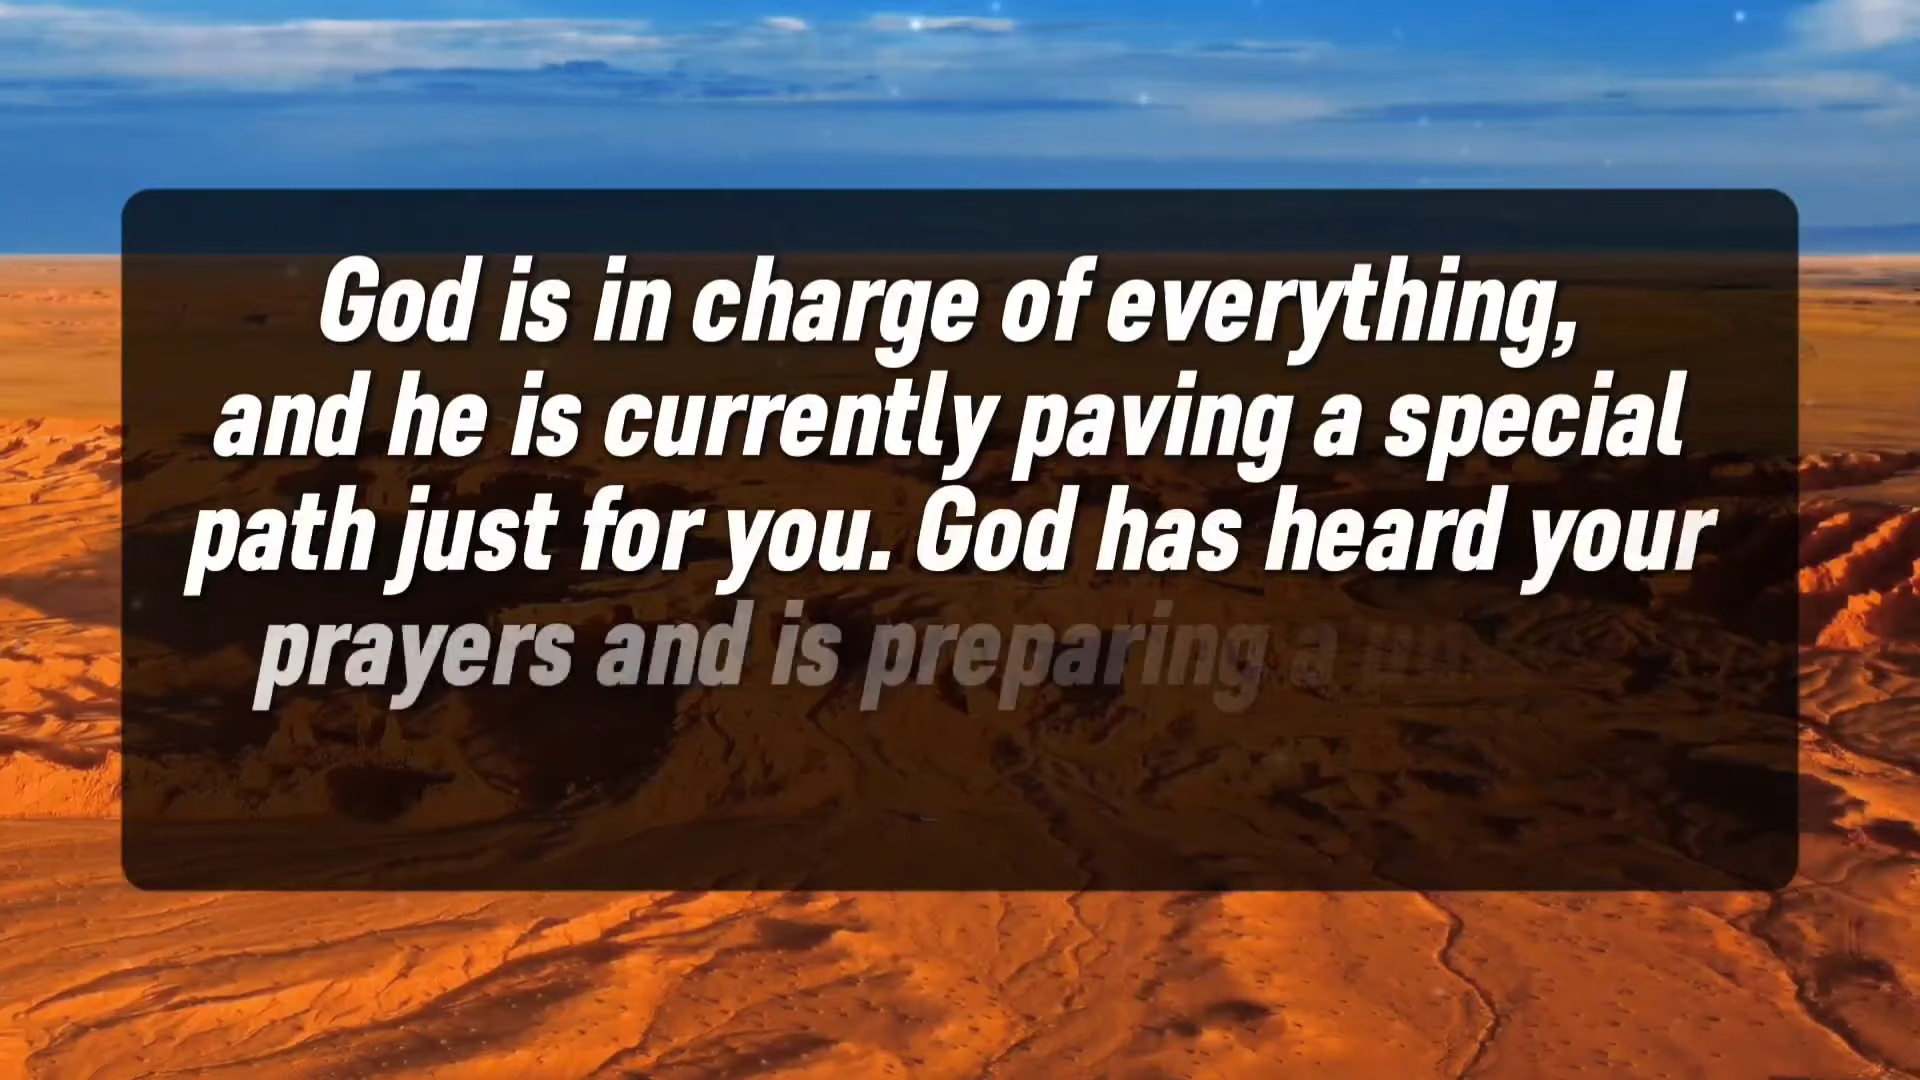 God is in charge of everything,
and he is currently paving a special
path just for you. God has heard your
prayers and is preparing a